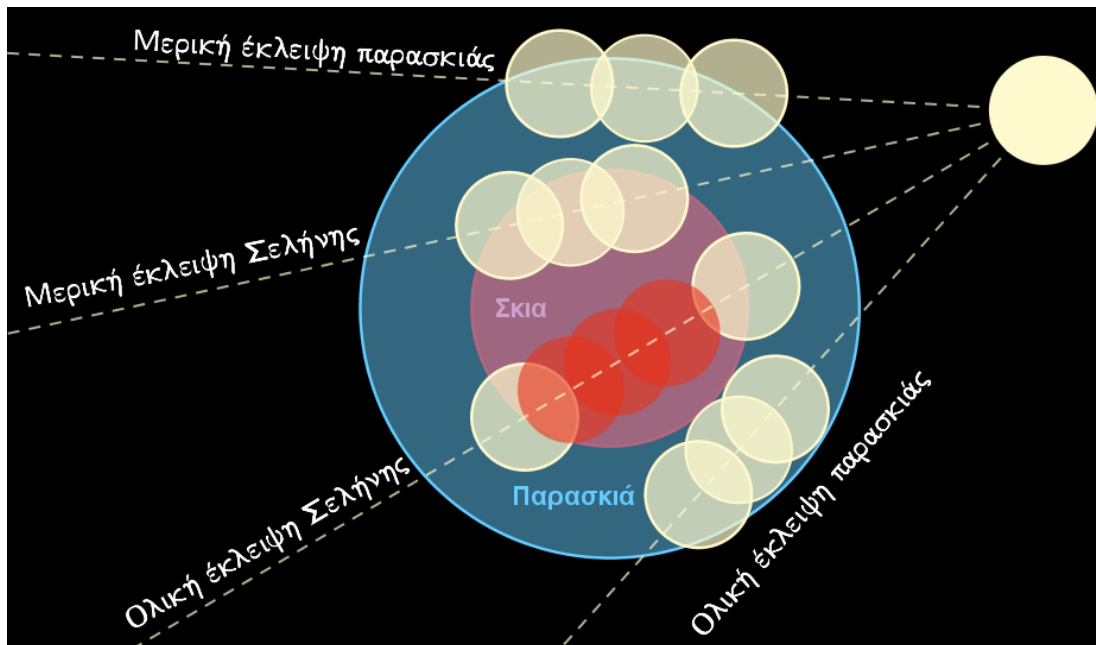 Μερική έκλειψη παρασκιάς
Μερική έκλειψη Σελήνης
Σκια
Ολική έκλειψη Σελήνης
Παρασκιά
Ολική έκλειψη παρασκιάς